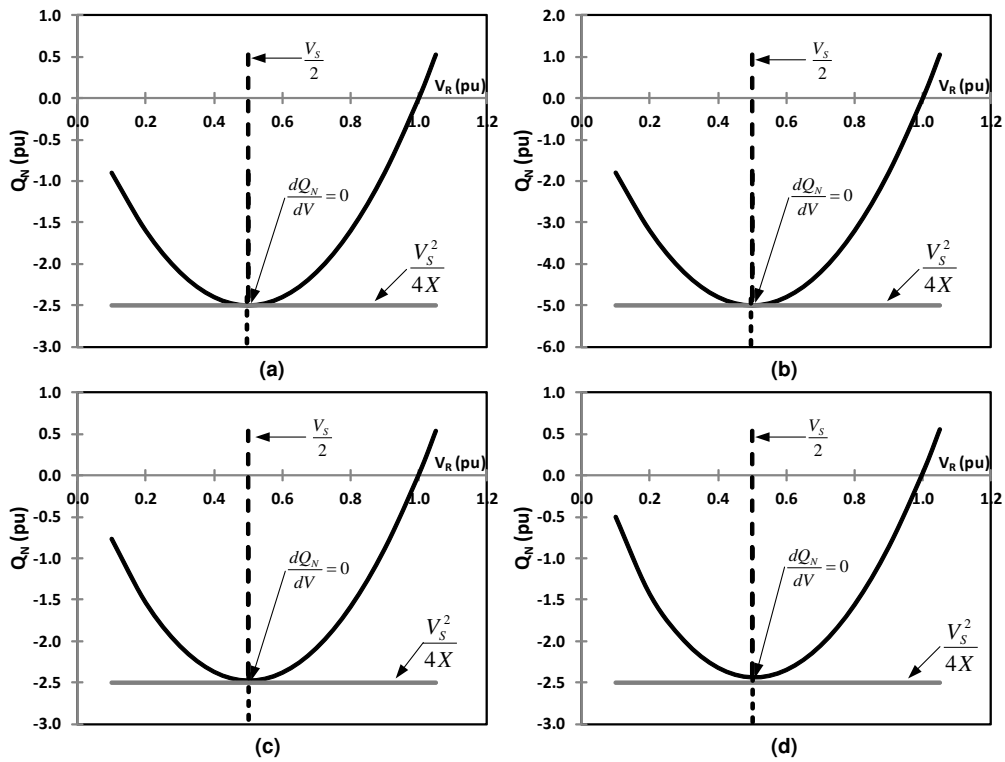 1.0
0.5
0.0
-0.5
-1.0
-1.5
-2.0
-2.5
-3.0
Q_N (pu)
0.0 0.2 0.4 0.6 0.8 1.0 1.2
V_R (pu)
V_S/2
dQ_N/dV = 0
V_S^2/4X
(a)
2.0
1.0
0.0
-1.0
-2.0
-3.0
-4.0
-5.0
-6.0
Q_N (pu)
0.0 0.2 0.4 0.6 0.8 1.0 1.2
V_R (pu)
V_S/2
dQ_N/dV = 0
V_S^2/4X
(b)
1.0
0.5
0.0
-0.5
-1.0
-1.5
-2.0
-2.5
-3.0
Q_N (pu)
0.0 0.2 0.4 0.6 0.8 1.0 1.2
V_R (pu)
V_S/2
dQ_N/dV = 0
V_S^2/4X
(c)
1.0
0.5
0.0
-0.5
-1.0
-1.5
-2.0
-2.5
-3.0
Q_N (pu)
0.0 0.2 0.4 0.6 0.8 1.0 1.2
V_R (pu)
V_S/2
dQ_N/dV = 0
V_S^2/4X
(d)